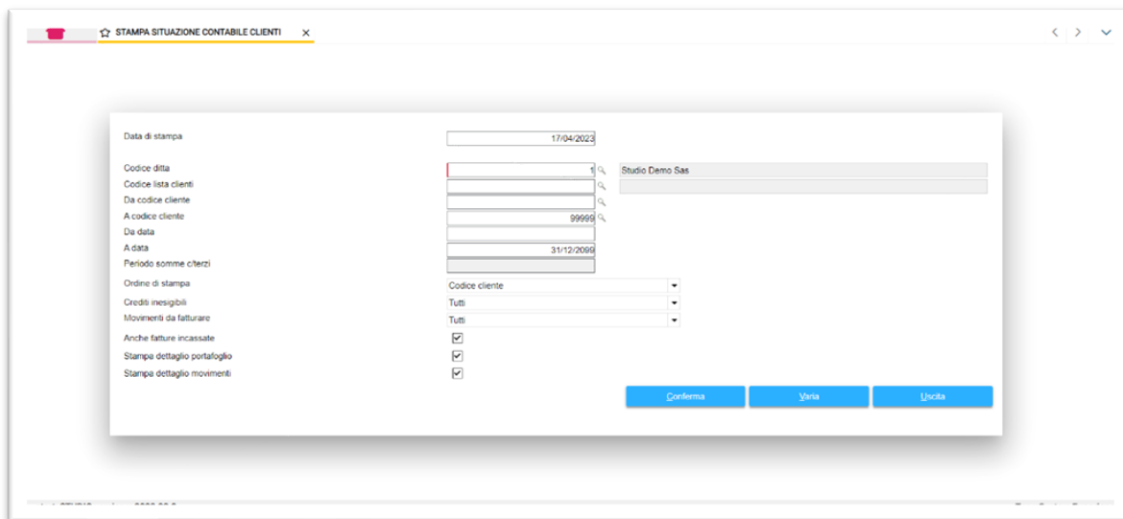 STAMPA SITUAZIONE CONTABILE CLIENTI
Data di stampa 17/04/2023
Codice ditta 1 Studio Demo Sas
Codice lista clienti
Da codice cliente
A codice cliente 99999
Da data
A data 31/12/2099
Periodo somme c/terzi
Ordine di stampa Codice cliente
Crediti inesigibili Tutti
Movimenti da fatturare Tutti
Anche fatture incassate
Stampa dettaglio portafoglio
Stampa dettaglio movimenti
Conferma Varia Uscita